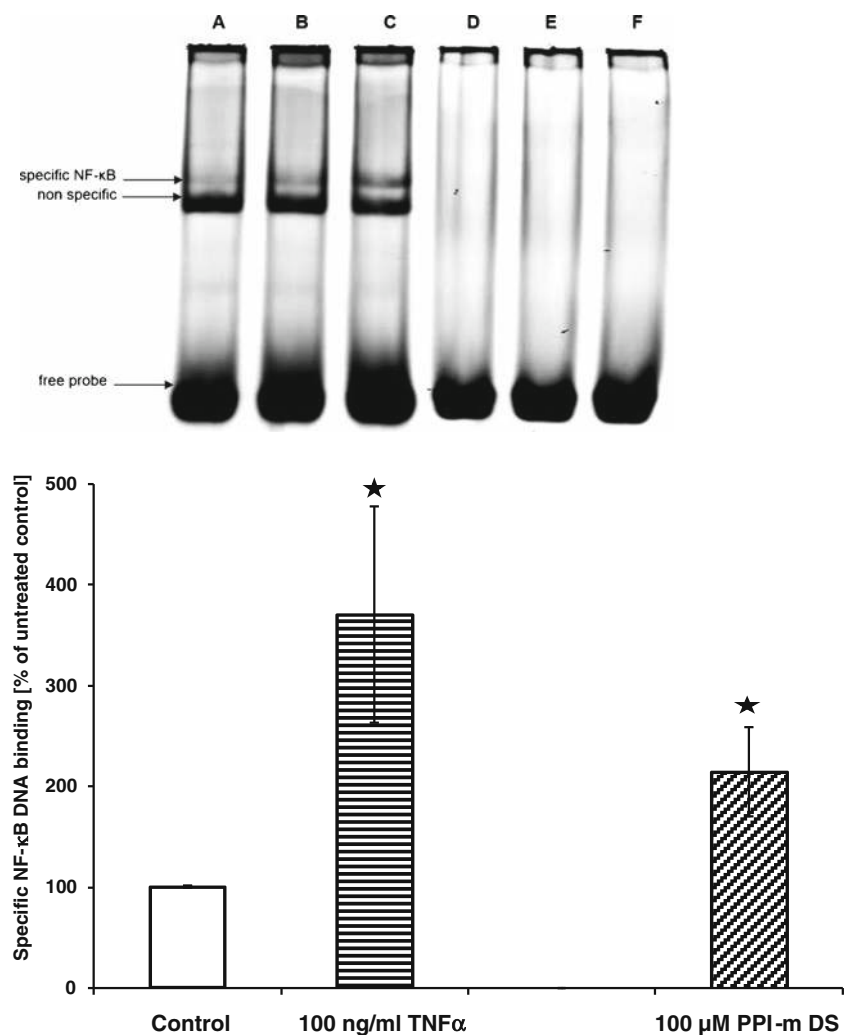 A B C D E F
specific NF-κB
non specific
free probe
Specific NF-κB DNA binding [% of untreated control]
500
400
300
200
100
0
Control 100 ng/ml TNFα 100 µM PPI-m DS